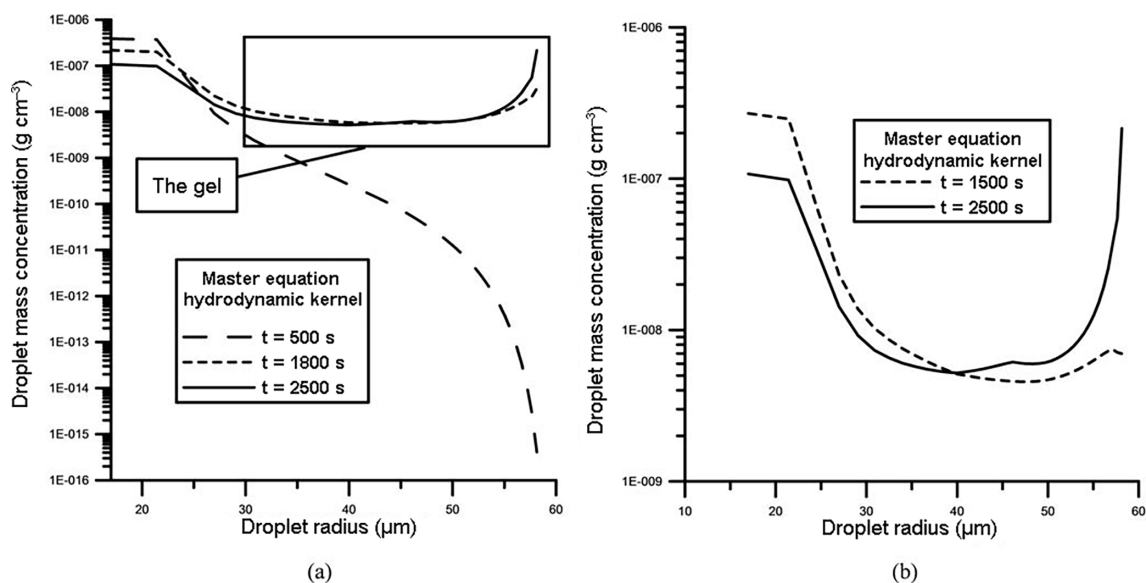 1E-006
1E-007
1E-008
1E-009
1E-010
1E-011
1E-012
1E-013
1E-014
1E-015
1E-016
Droplet mass concentration (g cm⁻³)
The gel
Master equation
hydrodynamic kernel
t = 500 s
t = 1800 s
t = 2500 s
20 30 40 50 60
Droplet radius (µm)
(a)
1E-006
1E-007
1E-008
1E-009
Droplet mass concentration (g cm⁻³)
Master equation
hydrodynamic kernel
t = 1500 s
t = 2500 s
10 20 30 40 50 60
Droplet radius (µm)
(b)